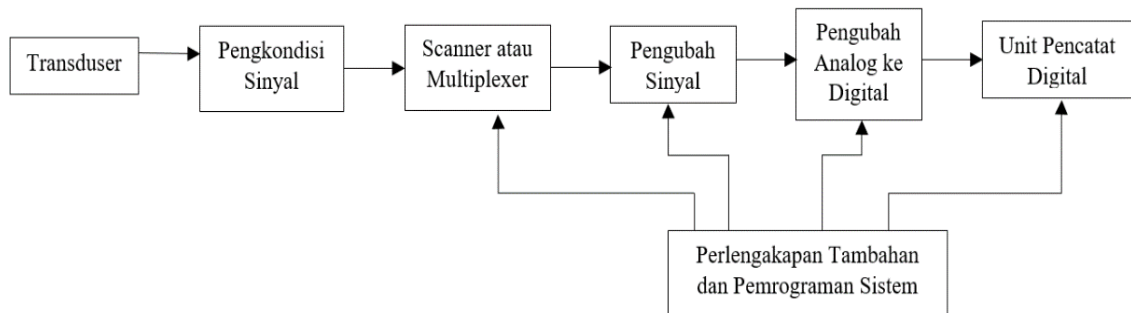 Transduser
Pengkondisi
Sinyal
Scanner atau
Multiplexer
Pengubah
Sinyal
Pengubah
Analog ke
Digital
Unit Pencatat
Digital
Perlengakapan Tambahan
dan Pemrograman Sistem